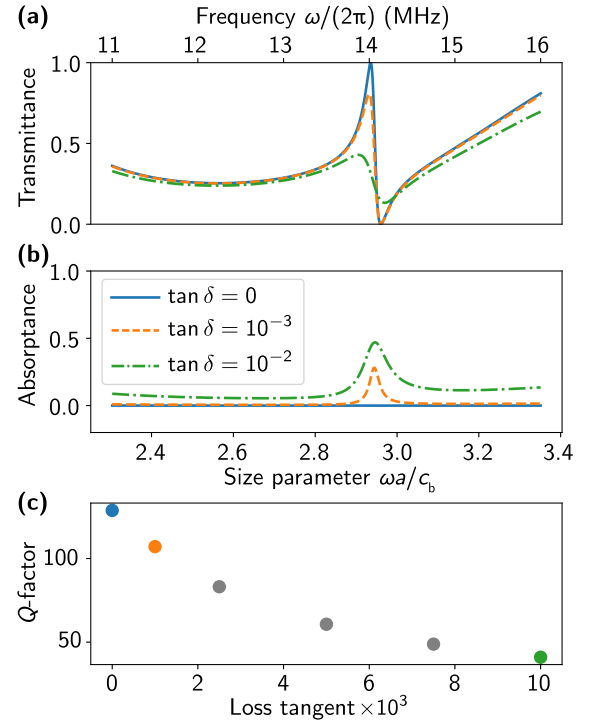 (a)
Frequency ω/(2π) (MHz)
11 12 13 14 15 16
Transmittance
1.0
0.5
0.0
(b)
Absorptance
1.0
0.5
0.0
tan δ = 0
tan δ = 10⁻³
tan δ = 10⁻²
2.4 2.6 2.8 3.0 3.2 3.4
Size parameter ωa/c_b
(c)
Q-factor
100
50
0 2 4 6 8 10
Loss tangent ×10³